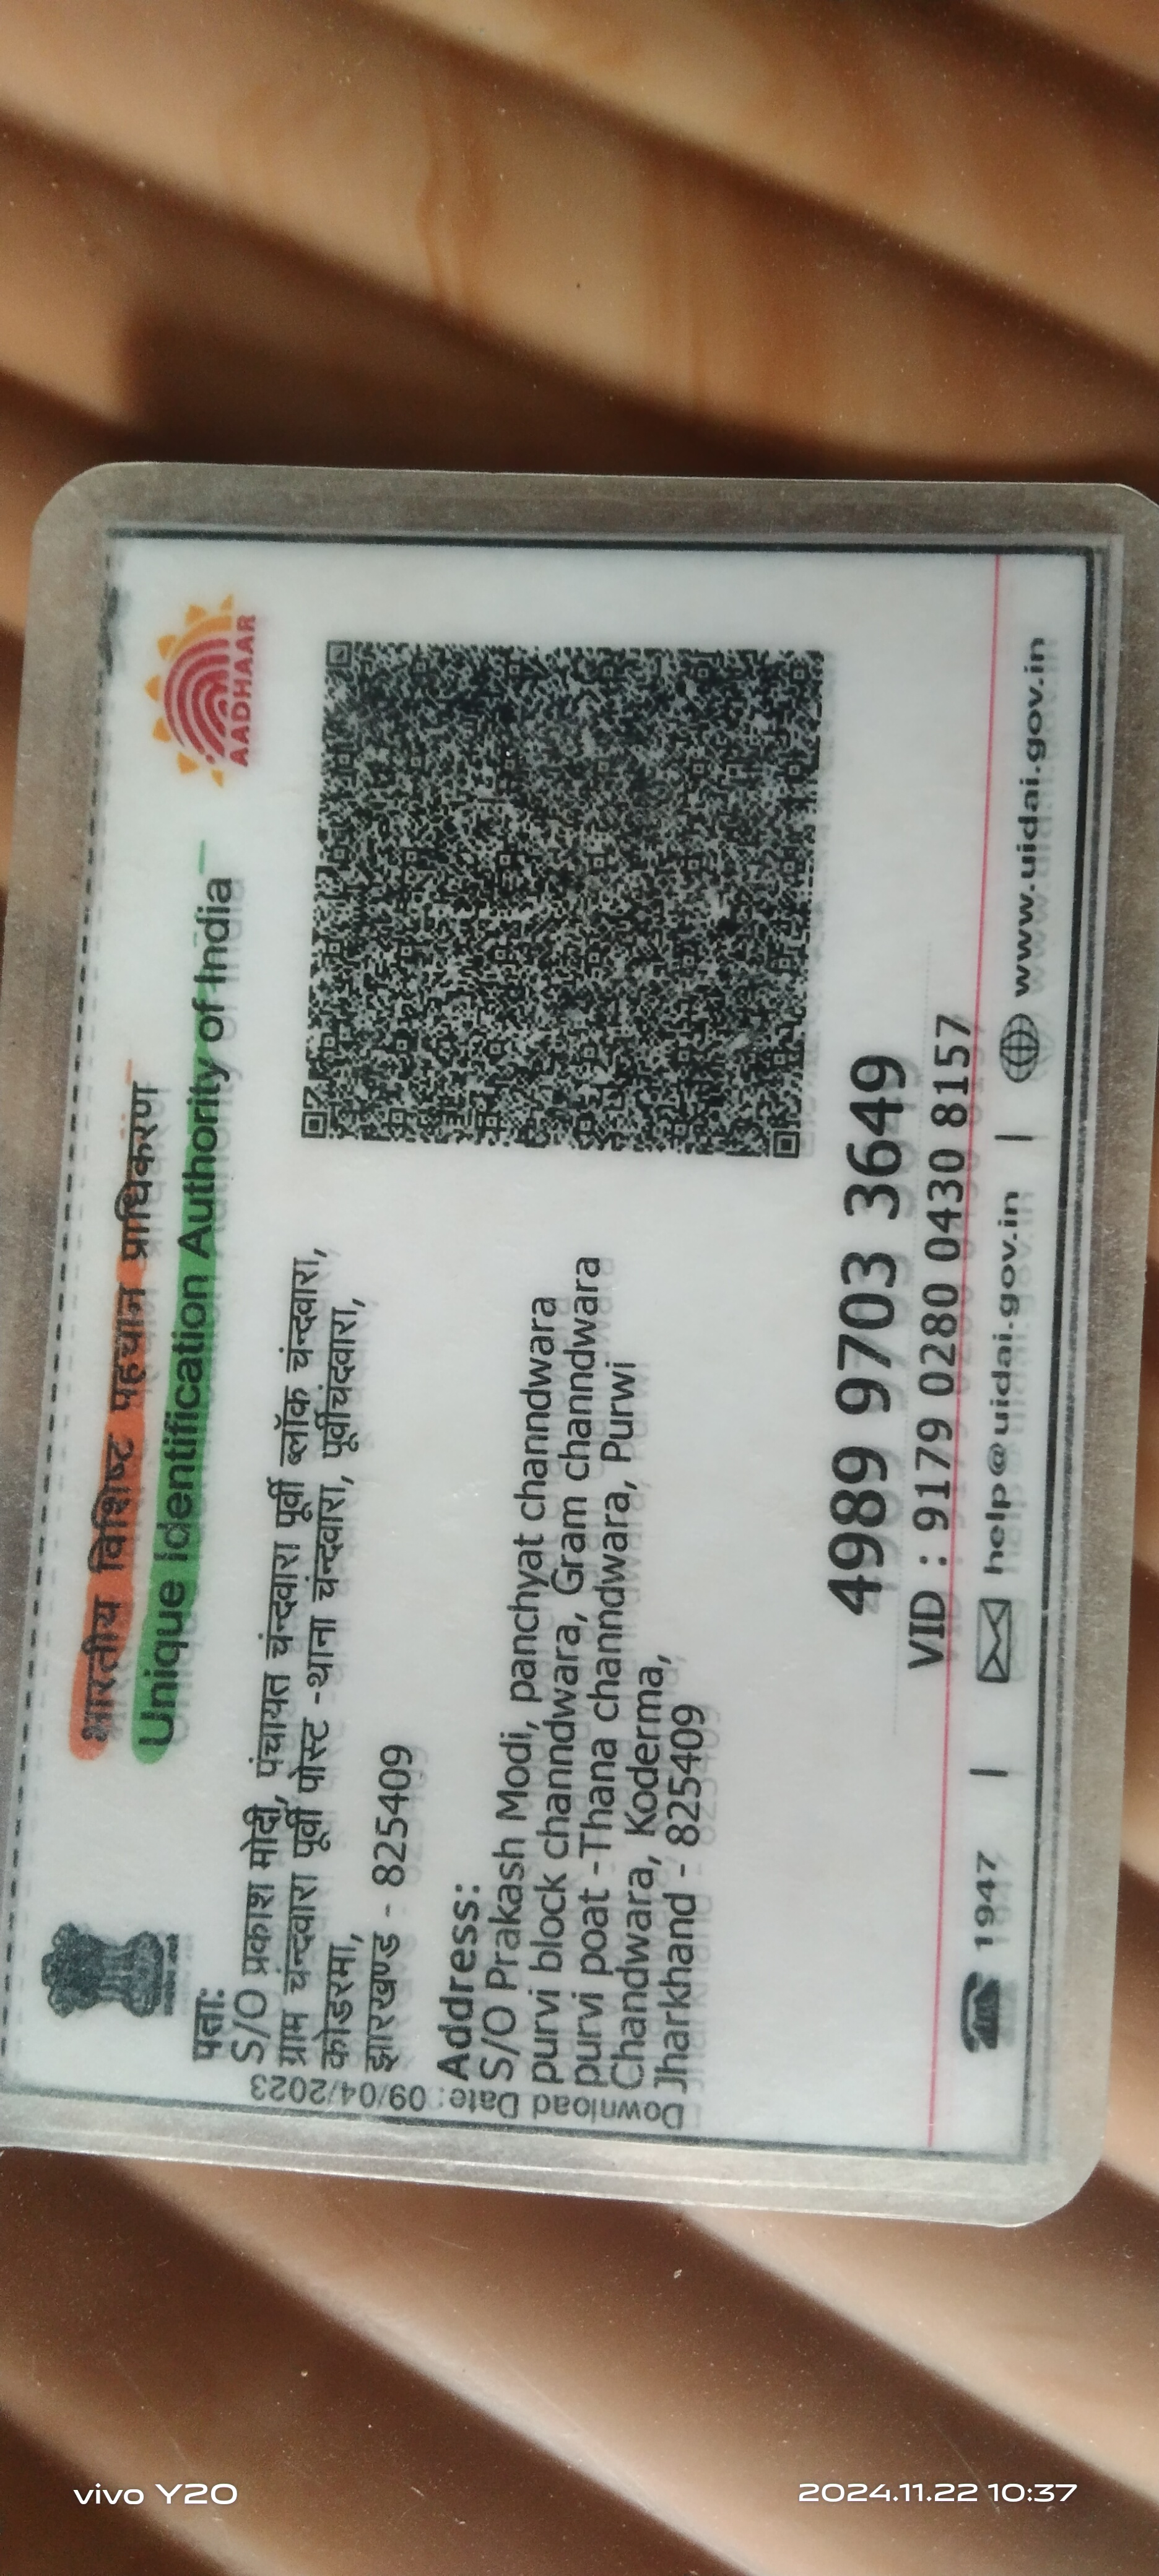 भारतीय विशिष्ट पहचान प्राधिकरण
Unique Identification Authority of India
AADHAAR
पता:
S/O प्रकाश मोदी, पंचायत चंन्दवारा पूर्वी ब्लॉक चंन्दवारा,
ग्राम चंन्दवारा पूर्वी पोस्ट -थाना चंन्दवारा, पूर्वीचंदवारा,
कोडरमा,
झारखण्ड - 825409
Address:
S/O Prakash Modi, panchyat channdwara
purvi block channdwara, Gram channdwara
purvi poat -Thana channdwara, Purwi
Chandwara, Koderma,
Jharkhand - 825409
Download Date: 09/04/2023
4989 9703 3649
VID : 9179 0280 0430 8157
1947 | help@uidai.gov.in | www.uidai.gov.in
vivo Y20
2024.11.22 10:37